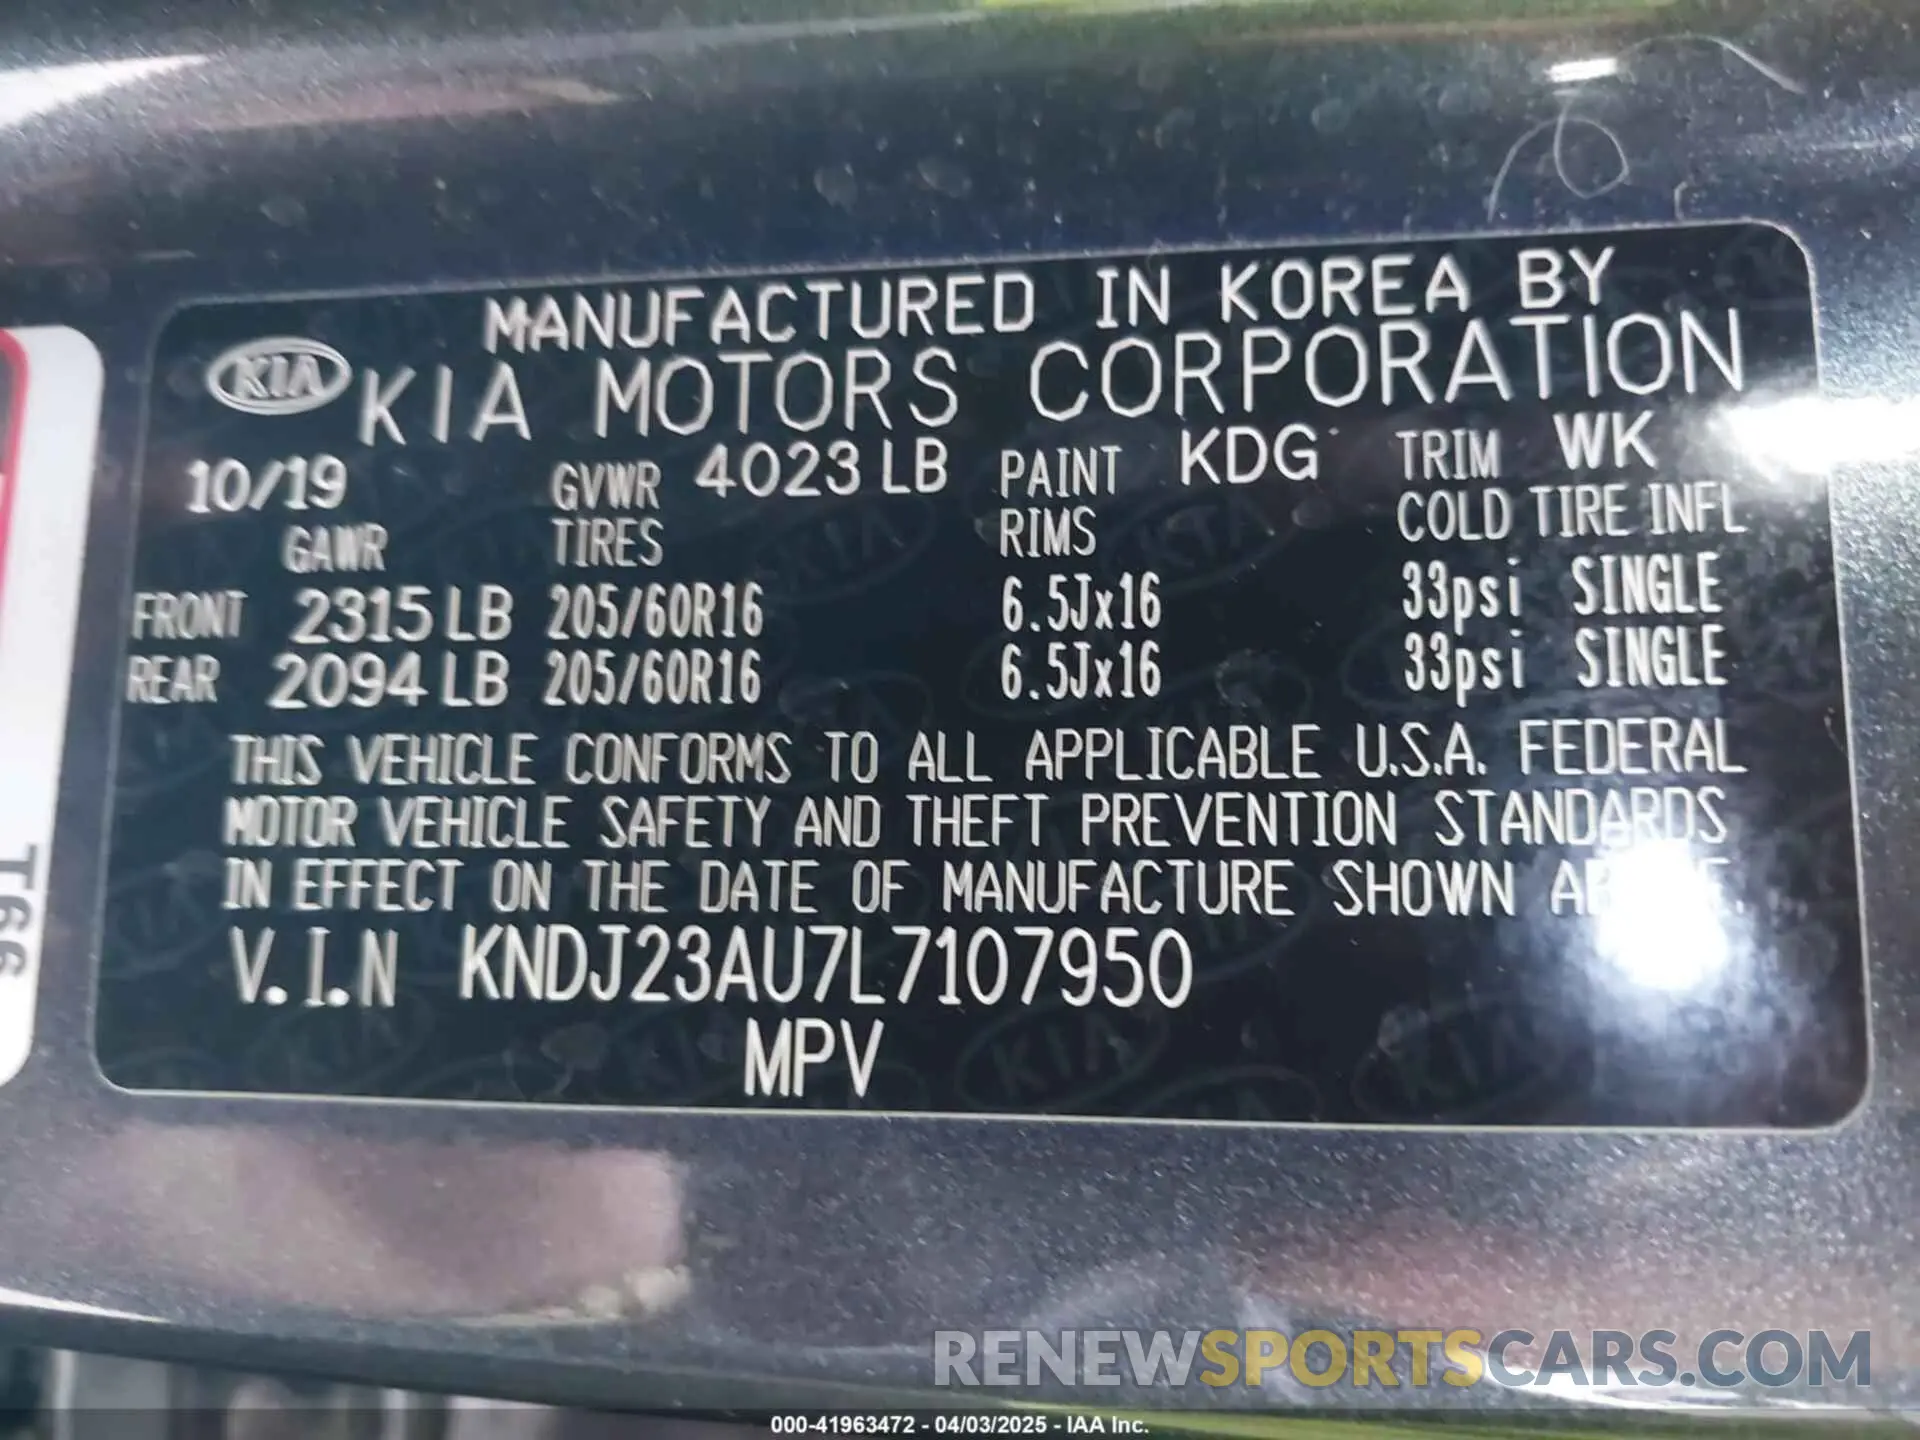 MANUFACTURED IN KOREA BY
KIA KIA MOTORS CORPORATION
10/19 GVWR 4023 LB PAINT KDG TRIM WK
GAWR TIRES RIMS COLD TIRE INFL
FRONT 2315 LB 205/60R16 6.5Jx16 33psi SINGLE
REAR 2094 LB 205/60R16 6.5Jx16 33psi SINGLE
THIS VEHICLE CONFORMS TO ALL APPLICABLE U.S.A. FEDERAL
MOTOR VEHICLE SAFETY AND THEFT PREVENTION STANDARDS
IN EFFECT ON THE DATE OF MANUFACTURE SHOWN
V.I.N KNDJ23AU7L7107950
MPV
RENEWSPORTSCARS.COM
000-41963472 - 04/03/2025 - IAA Inc.